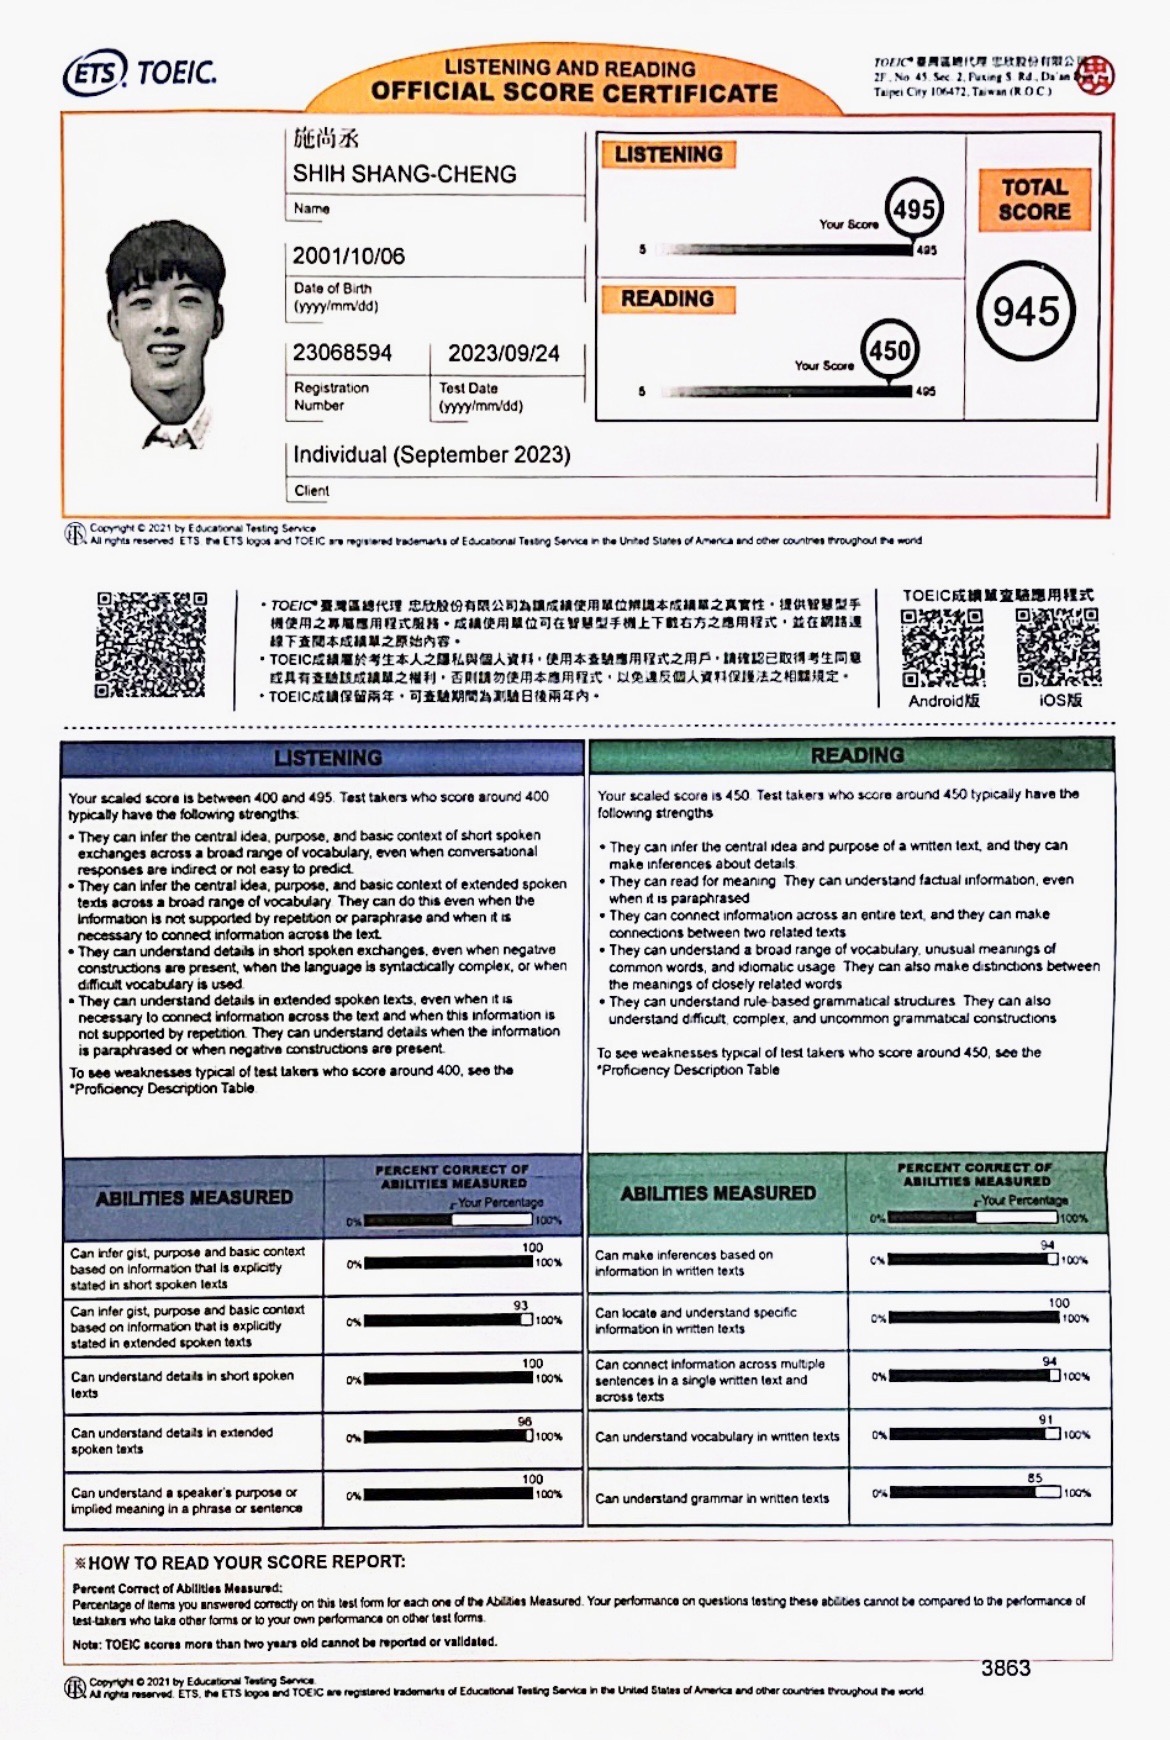 ETS TOEIC.
LISTENING AND READING
OFFICIAL SCORE CERTIFICATE
TOEIC® 臺灣區總代理 忠欣股份有限公司
2F., No. 45, Sec. 2, Fuxing S. Rd., Da'an
Taipei City 106472, Taiwan (R.O.C.)
施尚丞
SHIH SHANG-CHENG
Name
2001/10/06
Date of Birth
(yyyy/mm/dd)
23068594
Registration
Number
2023/09/24
Test Date
(yyyy/mm/dd)
Individual (September 2023)
Client
LISTENING
Your Score
495
5
495
READING
Your Score
450
5
495
TOTAL
SCORE
945
Copyright © 2021 by Educational Testing Service
All rights reserved. ETS, the ETS logos and TOEIC are registered trademarks of Educational Testing Service in the United States of America and other countries throughout the world
• TOEIC® 臺灣區總代理 忠欣股份有限公司為讓成績使用單位辨識本成績單之真實性，提供智慧型手
機使用之專屬應用程式服務。成績使用單位可在智慧型手機上下載右方之應用程式，並在網路連
線下查閱本成績單之原始內容。
• TOEIC成績屬於考生本人之隱私與個人資料，使用本查驗應用程式之用戶，請確認已取得考生同意
或具有查驗該成績單之權利，否則請勿使用本應用程式，以免違反個人資料保護法之相關規定。
• TOEIC成績保留兩年，可查驗期間為測驗日後兩年內。
TOEIC成績單查驗應用程式
Android版
iOS版
LISTENING
Your scaled score is between 400 and 495. Test takers who score around 400
typically have the following strengths:
• They can infer the central idea, purpose, and basic context of short spoken
exchanges across a broad range of vocabulary, even when conversational
responses are indirect or not easy to predict.
• They can infer the central idea, purpose, and basic context of extended spoken
texts across a broad range of vocabulary. They can do this even when the
information is not supported by repetition or paraphrase and when it is
necessary to connect information across the text.
• They can understand details in short spoken exchanges, even when negative
constructions are present, when the language is syntactically complex, or when
difficult vocabulary is used.
• They can understand details in extended spoken texts, even when it is
necessary to connect information across the text and when this information is
not supported by repetition. They can understand details when the information
is paraphrased or when negative constructions are present.
To see weaknesses typical of test takers who score around 400, see the
*Proficiency Description Table.
READING
Your scaled score is 450. Test takers who score around 450 typically have the
following strengths
• They can infer the central idea and purpose of a written text, and they can
make inferences about details
• They can read for meaning They can understand factual information, even
when it is paraphrased
• They can connect information across an entire text, and they can make
connections between two related texts
• They can understand a broad range of vocabulary, unusual meanings of
common words, and idiomatic usage They can also make distinctions between
the meanings of closely related words
• They can understand rule-based grammatical structures They can also
understand difficult, complex, and uncommon grammatical constructions
To see weaknesses typical of test takers who score around 450, see the
*Proficiency Description Table
ABILITIES MEASURED
PERCENT CORRECT OF
ABILITIES MEASURED
Your Percentage
0% 100%
Can infer gist, purpose and basic context
based on information that is explicitly
stated in short spoken texts
100
0% 100%
Can infer gist, purpose and basic context
based on information that is explicitly
stated in extended spoken texts
93
0% 100%
Can understand details in short spoken
texts
100
0% 100%
Can understand details in extended
spoken texts
96
0% 100%
Can understand a speaker's purpose or
implied meaning in a phrase or sentence
100
0% 100%
ABILITIES MEASURED
PERCENT CORRECT OF
ABILITIES MEASURED
Your Percentage
0% 100%
Can make inferences based on
information in written texts
94
0% 100%
Can locate and understand specific
information in written texts
100
0% 100%
Can connect information across multiple
sentences in a single written text and
across texts
94
0% 100%
Can understand vocabulary in written texts
91
0% 100%
Can understand grammar in written texts
85
0% 100%
※HOW TO READ YOUR SCORE REPORT:
Percent Correct of Abilities Measured:
Percentage of items you answered correctly on this test form for each one of the Abilities Measured. Your performance on questions testing these abilities cannot be compared to the performance of
test-takers who take other forms or to your own performance on other test forms.
Note: TOEIC scores more than two years old cannot be reported or validated.
3863
Copyright © 2021 by Educational Testing Service.
All rights reserved. ETS, the ETS logos and TOEIC are registered trademarks of Educational Testing Service in the United States of America and other countries throughout the world.